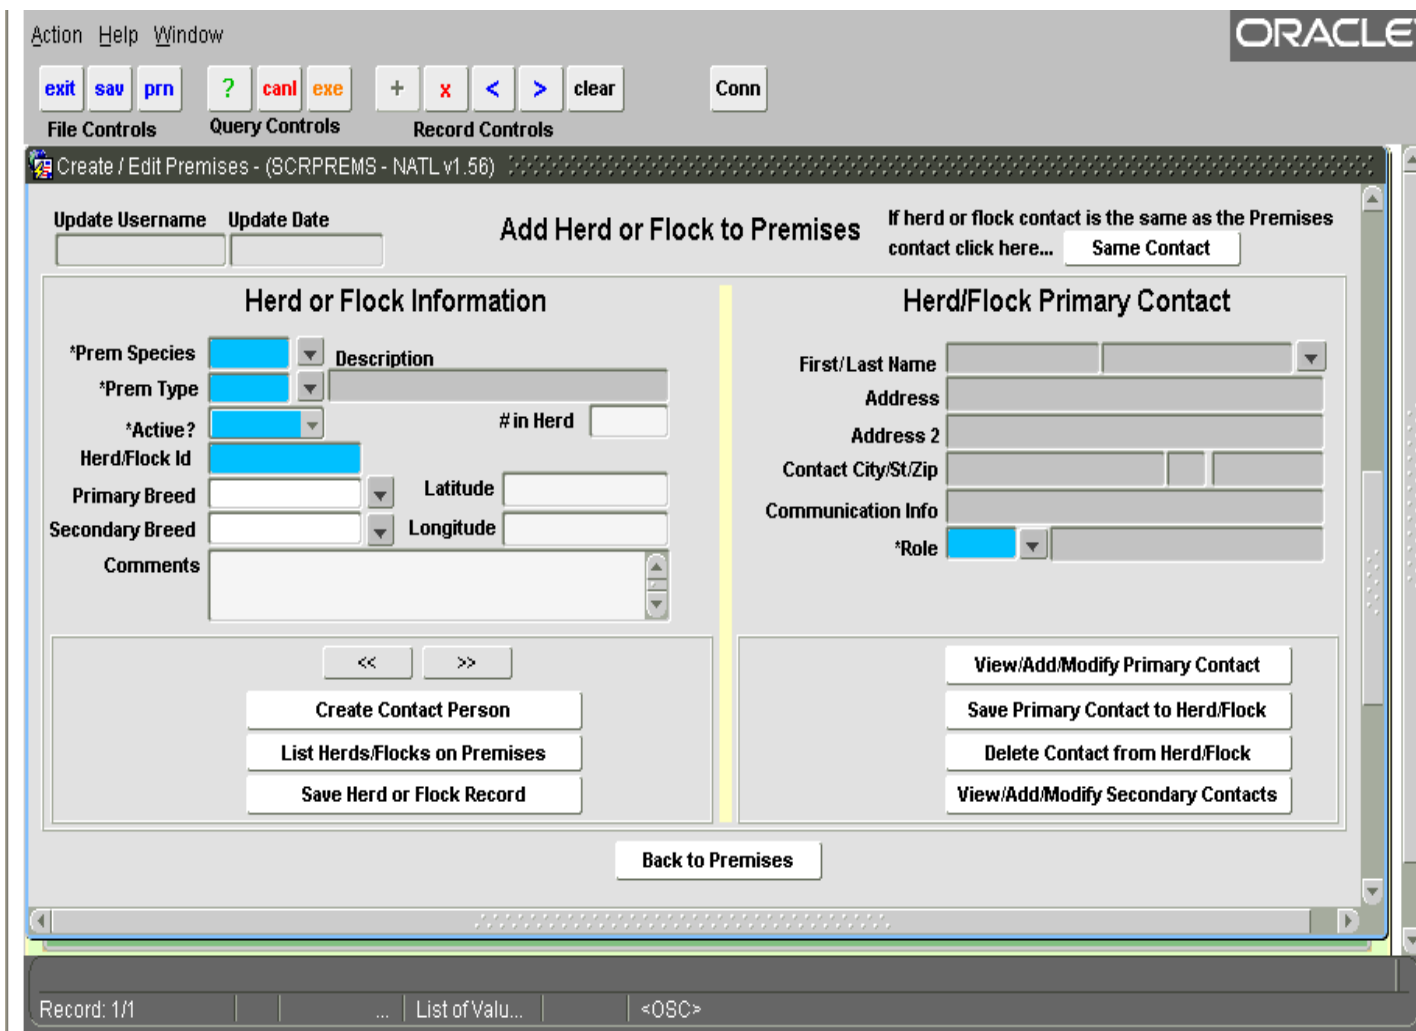 Action Help Window
ORACLE
exit sav prn ? canl exe + x < > clear Conn
File Controls Query Controls Record Controls
Create / Edit Premises - (SCRPREMS - NATL v1.56)
Update Username Update Date
Add Herd or Flock to Premises
If herd or flock contact is the same as the Premises
contact click here... Same Contact
Herd or Flock Information
*Prem Species
Description
*Prem Type
*Active?
# in Herd
Herd/Flock Id
Primary Breed
Latitude
Secondary Breed
Longitude
Comments
<< >>
Create Contact Person
List Herds/Flocks on Premises
Save Herd or Flock Record
Herd/Flock Primary Contact
First/Last Name
Address
Address 2
Contact City/St/Zip
Communication Info
*Role
View/Add/Modify Primary Contact
Save Primary Contact to Herd/Flock
Delete Contact from Herd/Flock
View/Add/Modify Secondary Contacts
Back to Premises
Record: 1/1 ... List of Valu... <OSC>